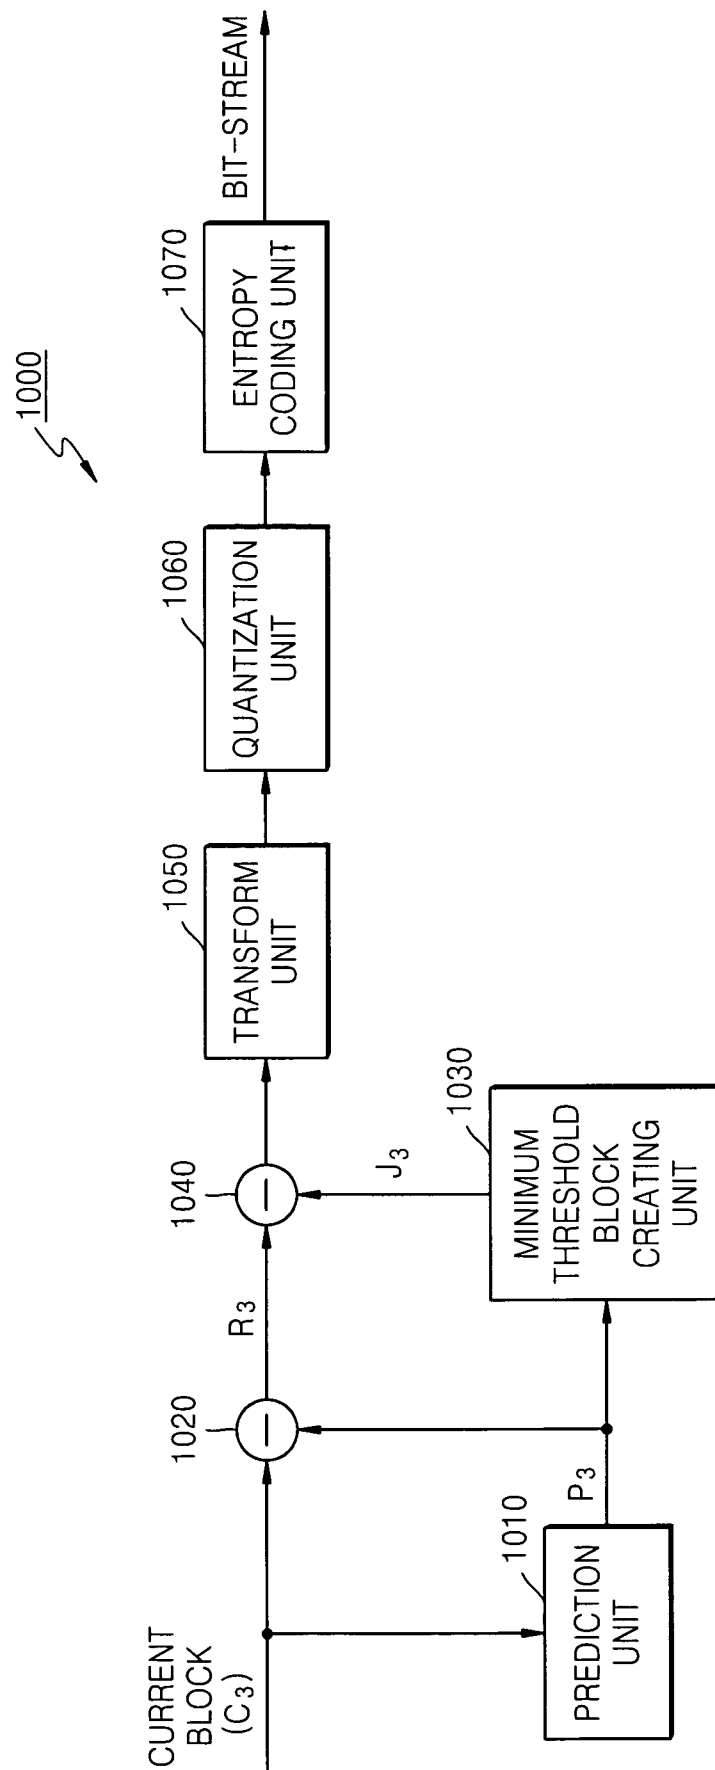 1000
CURRENT
BLOCK
(C3)
1020
R3
1040
1050
TRANSFORM
UNIT
1060
QUANTIZATION
UNIT
1070
ENTROPY
CODING UNIT
BIT-STREAM
1010
PREDICTION
UNIT
P3
J3
1030
MINIMUM
THRESHOLD
BLOCK
CREATING
UNIT